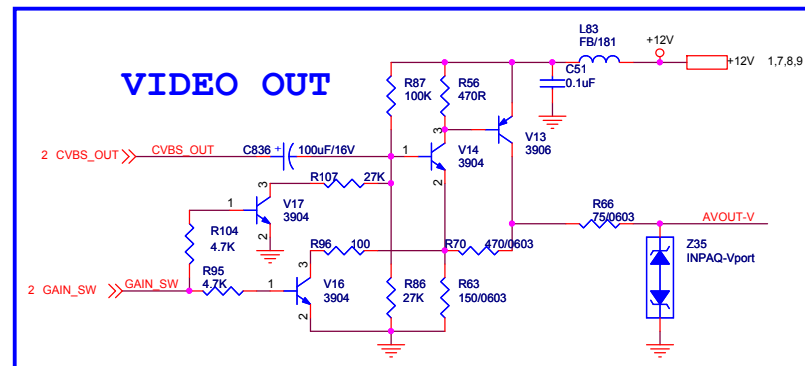 VIDEO OUT
L83
FB/181
+12V
+12V 1,7,8,9
C51
0.1uF
R87
100K
R56
470R
3
V13
3906
2 CVBS_OUT
CVBS_OUT
C836 + 100uF/16V
1
V14
3904
2
R107 27K
3
1
V17
3904
2
R104
4.7K
R66
75/0603
AVOUT-V
R96 100
R70 470/0603
Z35
INPAQ-Vport
2 GAIN_SW
GAIN_SW
R95
4.7K
3
1
V16
3904
2
R86
27K
R63
150/0603